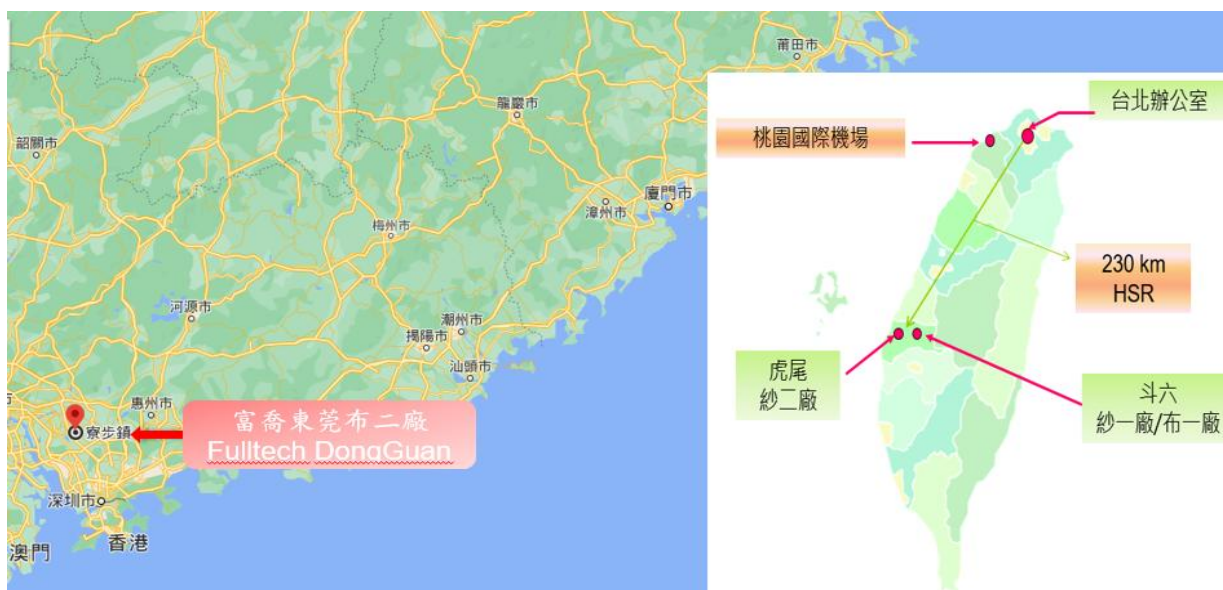 莆田市
龍巖市
韶關市
廈門市
漳州市
梅州市
河源市
潮州市
揭陽市
汕頭市
惠州市
寮步鎮
富喬東莞布二廠
Fulltech DongGuan
深圳市
香港
澳門
台北辦公室
桃園國際機場
230 km
HSR
虎尾
紗二廠
斗六
紗一廠/布一廠